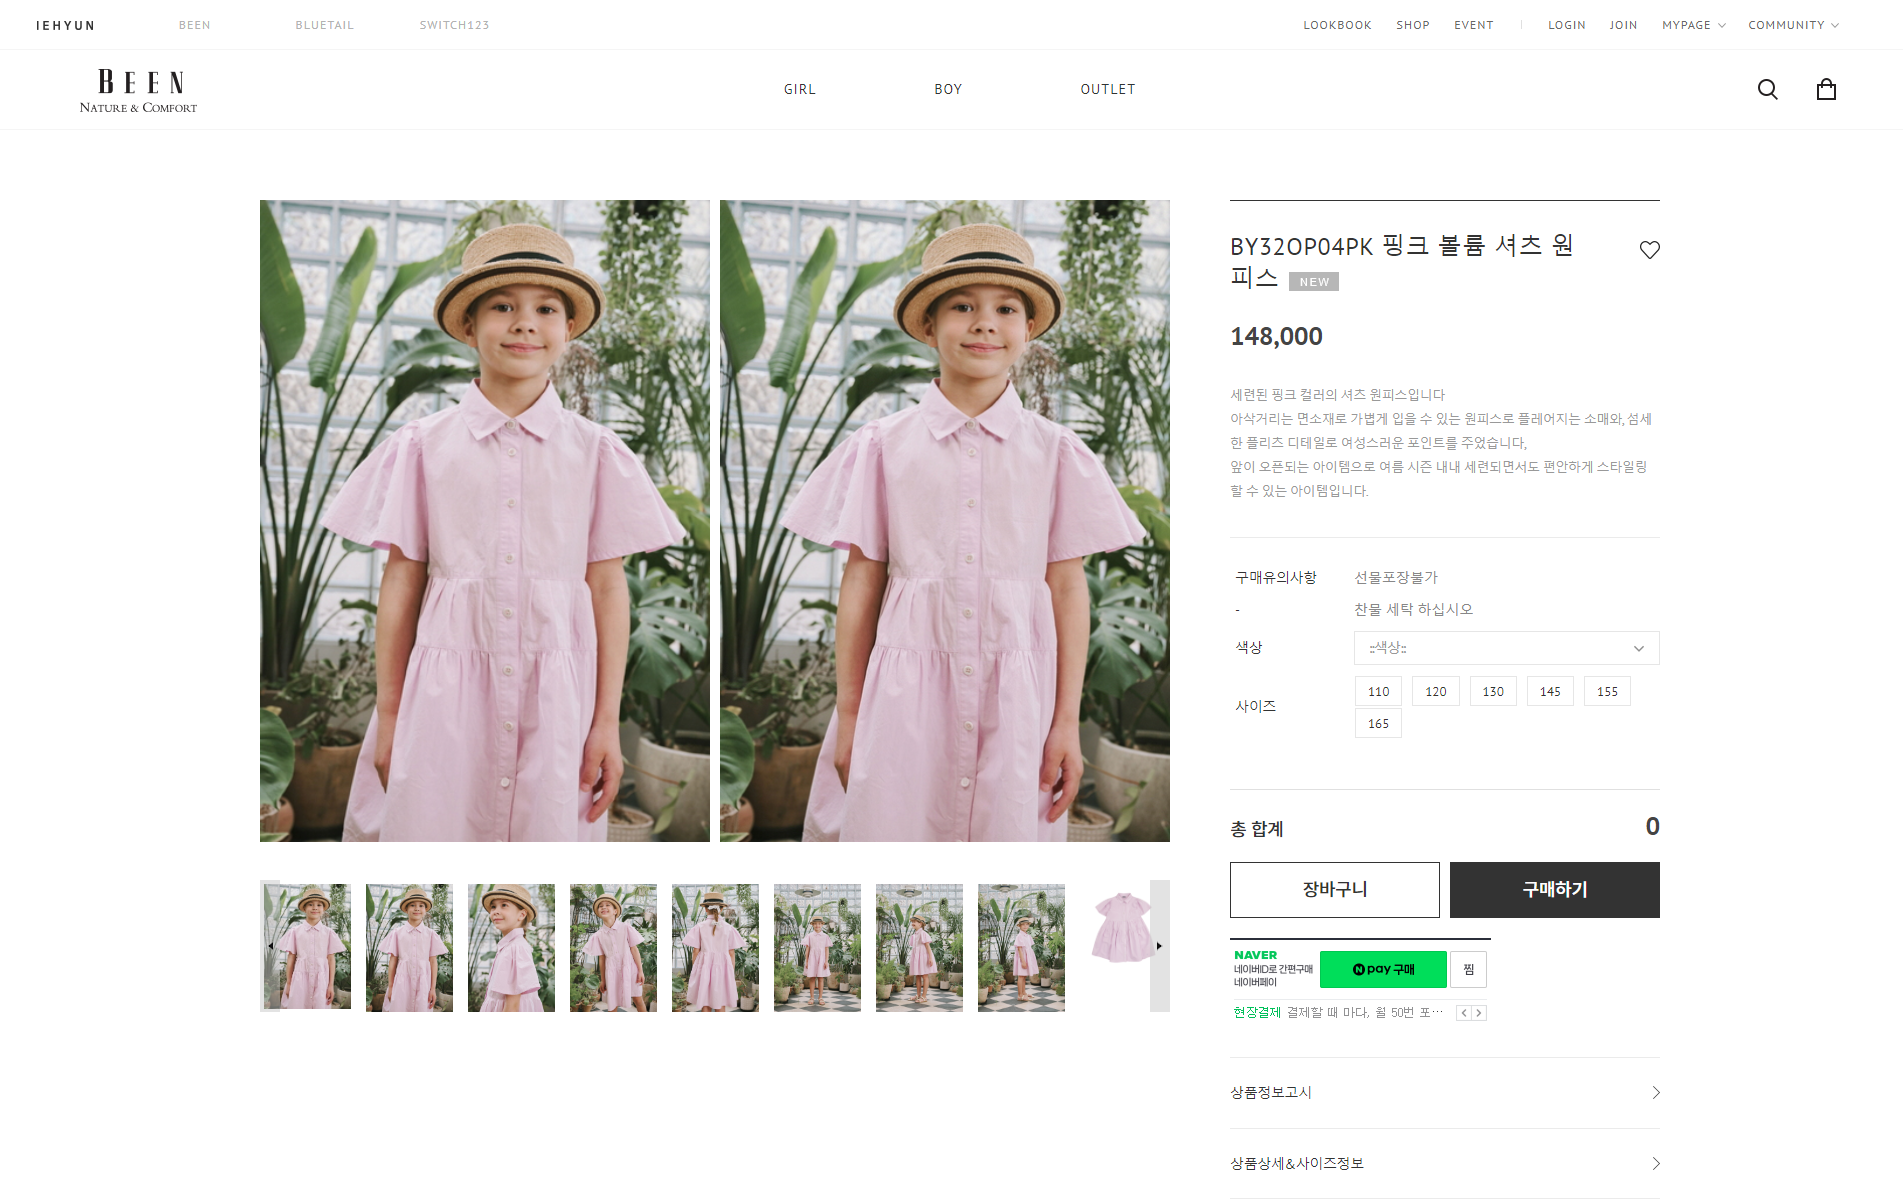 IEHYUN BEEN BLUETAIL SWITCH123 LOOKBOOK SHOP EVENT LOGIN JOIN MYPAGE COMMUNITY
BEEN
NATURE & COMFORT
GIRL BOY OUTLET
BY32OP04PK 핑크 볼륨 셔츠 원
피스 NEW
148,000
세련된 핑크 컬러의 셔츠 원피스입니다
아삭거리는 면소재로 가볍게 입을 수 있는 원피스로 플레어지는 소매와, 섬세
한 플리츠 디테일로 여성스러운 포인트를 주었습니다,
앞이 오픈되는 아이템으로 여름 시즌 내내 세련되면서도 편안하게 스타일링
할 수 있는 아이템입니다.
구매유의사항 선물포장불가
- 찬물 세탁 하십시오
색상 ::색상::
사이즈 110 120 130 145 155
165
총 합계 0
장바구니 구매하기
NAVER
네이버ID로 간편구매
네이버페이
N pay 구매 찜
현장결제 결제할 때 마다, 월 50번 포…
상품정보고시
상품상세&사이즈정보